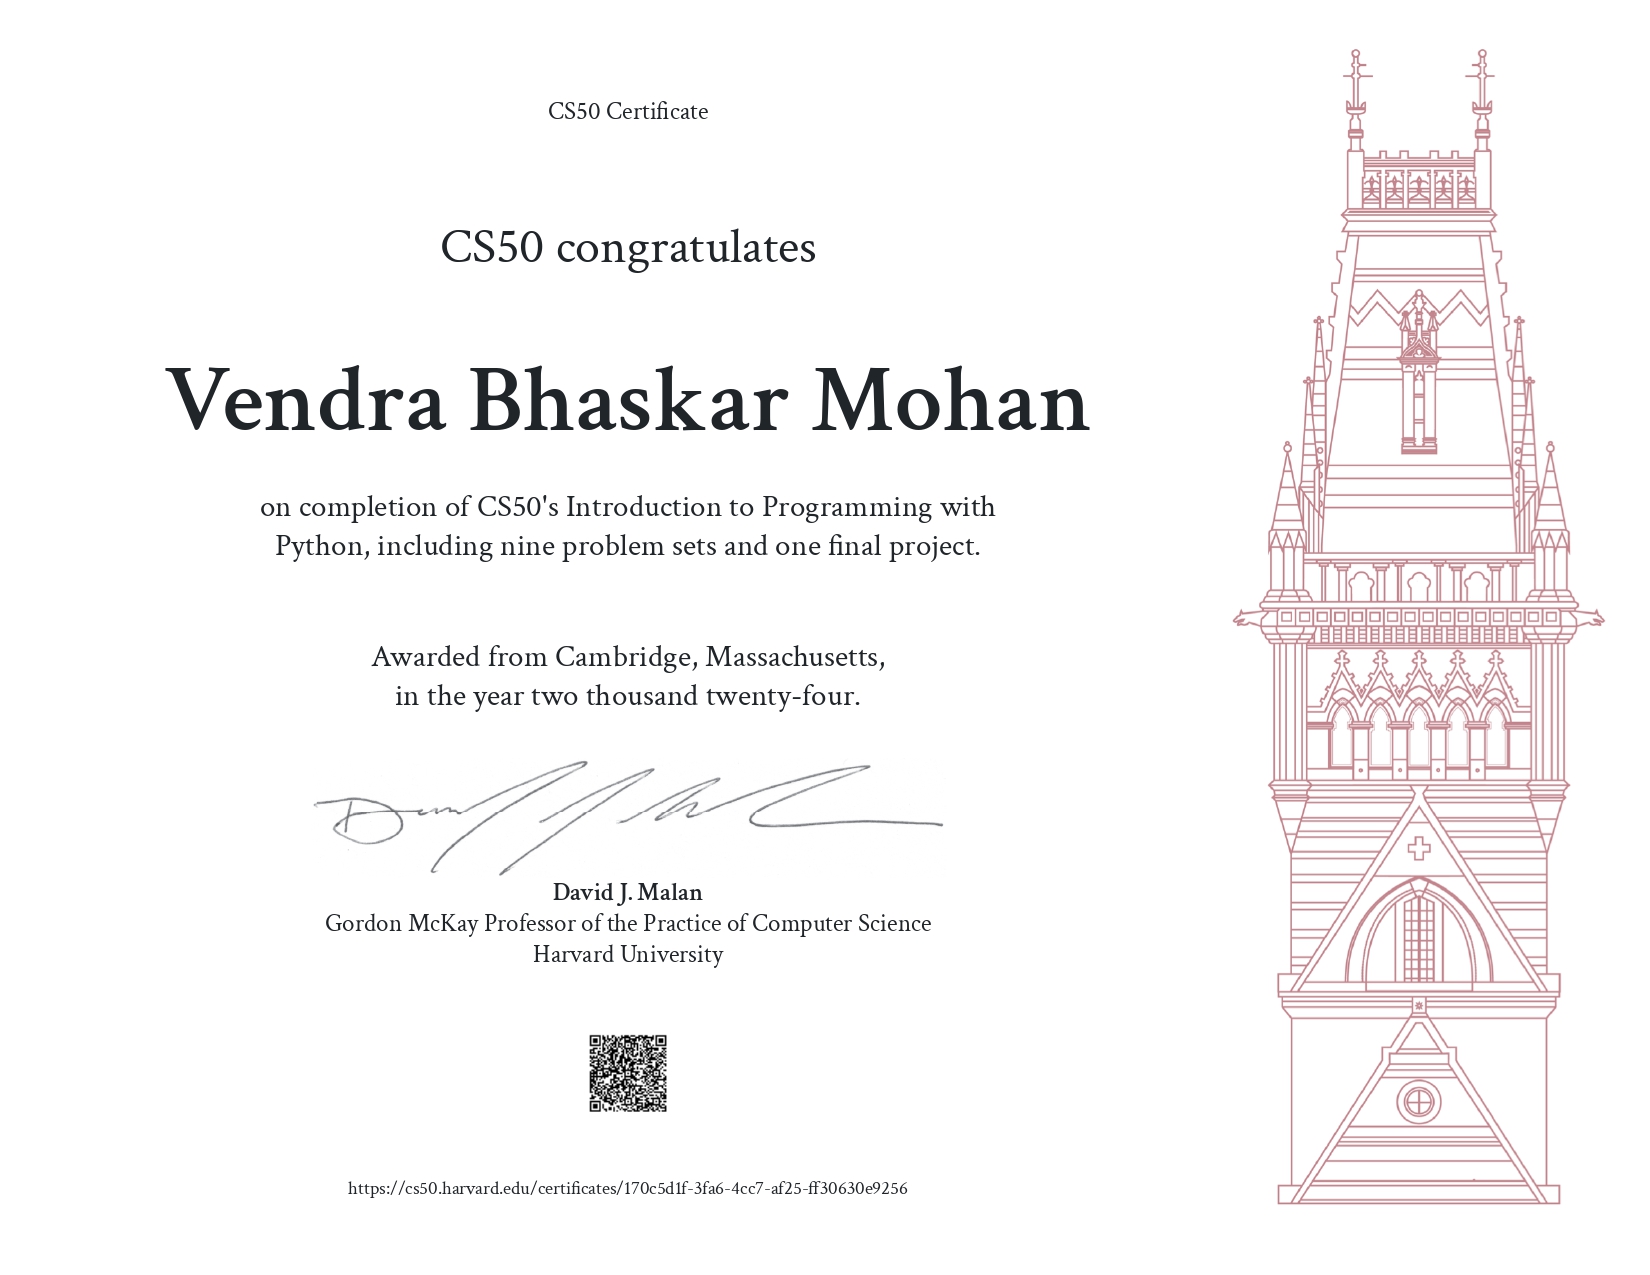 CS50 Certificate
CS50 congratulates
Vendra Bhaskar Mohan
on completion of CS50's Introduction to Programming with
Python, including nine problem sets and one final project.
Awarded from Cambridge, Massachusetts,
in the year two thousand twenty-four.
David J. Malan
Gordon McKay Professor of the Practice of Computer Science
Harvard University
https://cs50.harvard.edu/certificates/170c5d1f-3fa6-4cc7-af25-ff30630e9256